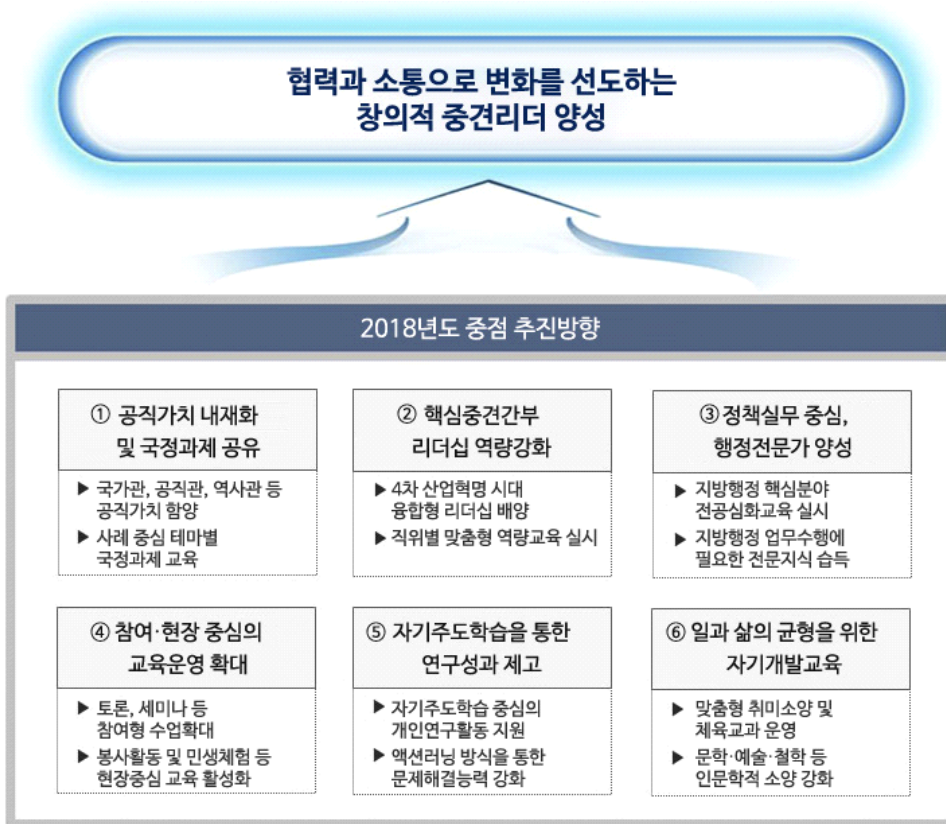 협력과 소통으로 변화를 선도하는
창의적 중견리더 양성
2018년도 중점 추진방향
① 공직가치 내재화
및 국정과제 공유
▶ 국가관, 공직관, 역사관 등
공직가치 함양
▶ 사례 중심 테마별
국정과제 교육
② 핵심중견간부
리더십 역량강화
▶ 4차 산업혁명 시대
융합형 리더십 배양
▶ 직위별 맞춤형 역량교육 실시
③ 정책실무 중심,
행정전문가 양성
▶ 지방행정 핵심분야
전공심화교육 실시
▶ 지방행정 업무수행에
필요한 전문지식 습득
④ 참여·현장 중심의
교육운영 확대
▶ 토론, 세미나 등
참여형 수업확대
▶ 봉사활동 및 민생체험 등
현장중심 교육 활성화
⑤ 자기주도학습을 통한
연구성과 제고
▶ 자기주도학습 중심의
개인연구활동 지원
▶ 액션러닝 방식을 통한
문제해결능력 강화
⑥ 일과 삶의 균형을 위한
자기개발교육
▶ 맞춤형 취미소양 및
체육교과 운영
▶ 문학·예술·철학 등
인문학적 소양 강화